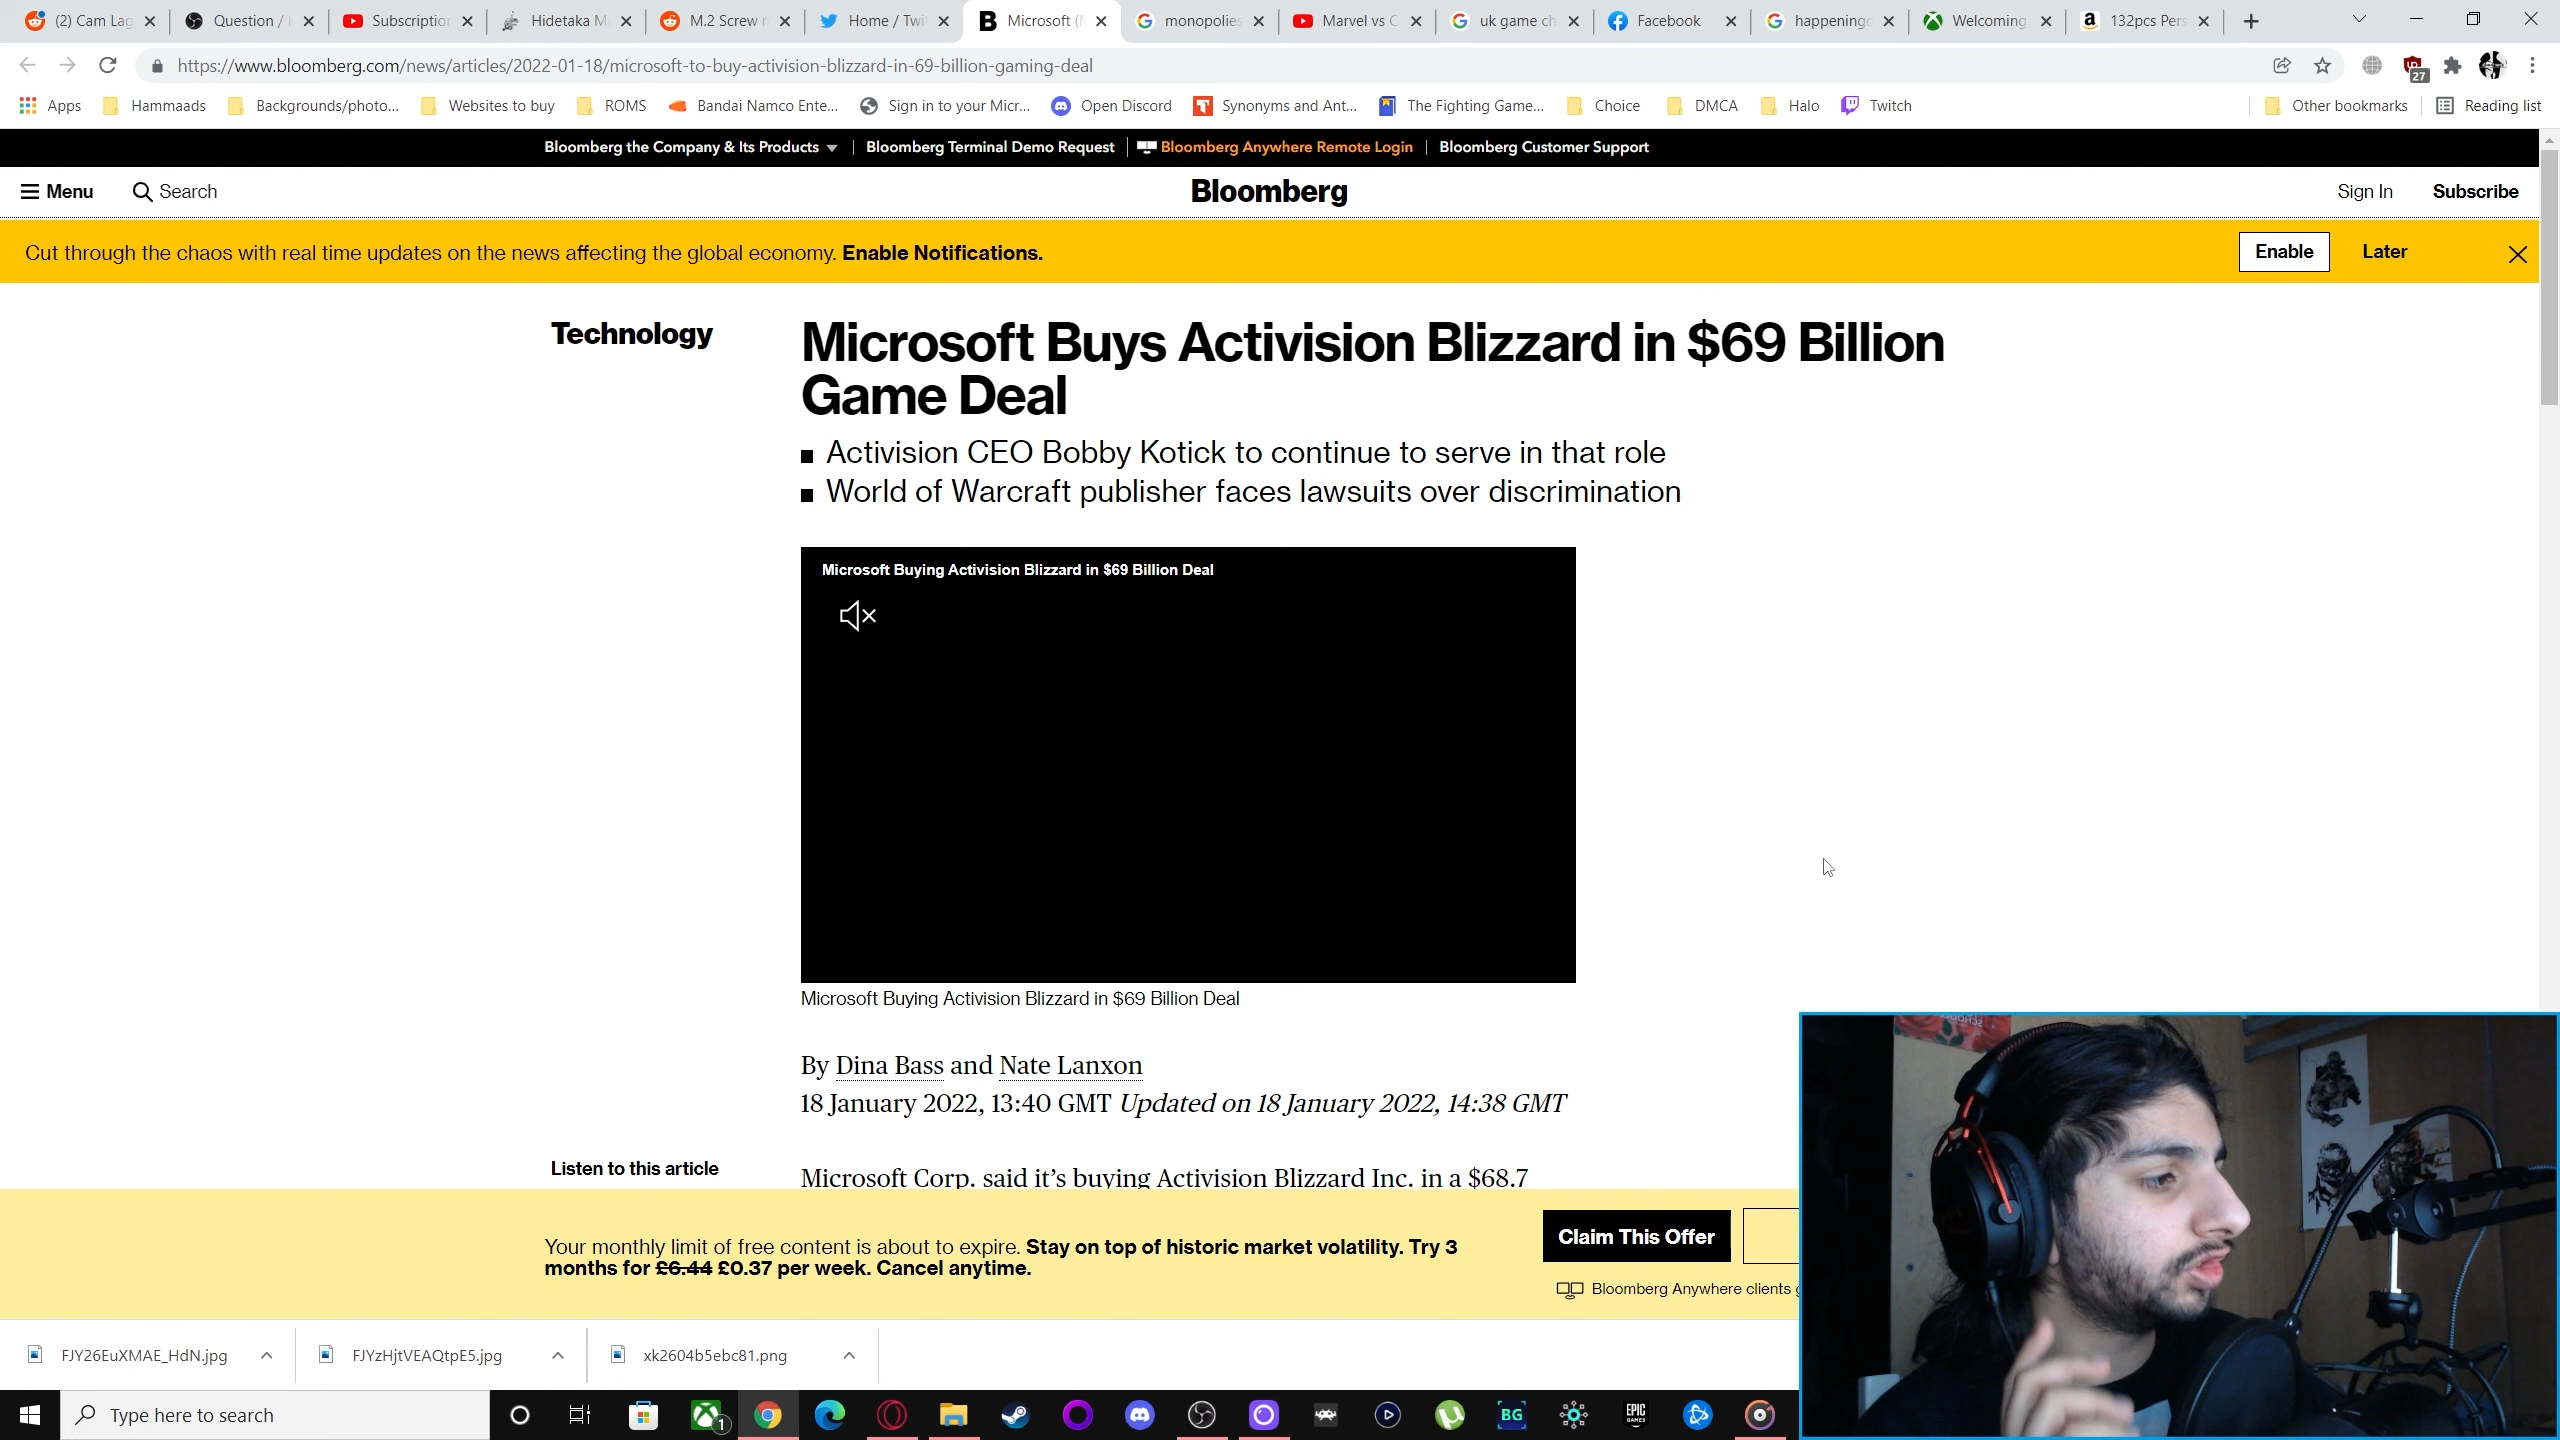 (2) Cam Lag
Question /
Subscription
Hidetaka Mi
M.2 Screw
Home / Twi
Microsoft (
monopolies
Marvel vs C
uk game ch
Facebook
happening
Welcoming
132pcs Pers
https://www.bloomberg.com/news/articles/2022-01-18/microsoft-to-buy-activision-blizzard-in-69-billion-gaming-deal
27
Apps
Hammaads
Backgrounds/photo...
Websites to buy
ROMS
Bandai Namco Ente...
Sign in to your Micr...
Open Discord
Synonyms and Ant...
The Fighting Game...
Choice
DMCA
Halo
Twitch
Other bookmarks
Reading list
Bloomberg the Company & Its Products
Bloomberg Terminal Demo Request
Bloomberg Anywhere Remote Login
Bloomberg Customer Support
Menu
Search
Bloomberg
Sign In
Subscribe
Cut through the chaos with real time updates on the news affecting the global economy. Enable Notifications.
Enable
Later
Technology
Microsoft Buys Activision Blizzard in $69 Billion
Game Deal
Activision CEO Bobby Kotick to continue to serve in that role
World of Warcraft publisher faces lawsuits over discrimination
Microsoft Buying Activision Blizzard in $69 Billion Deal
Microsoft Buying Activision Blizzard in $69 Billion Deal
By Dina Bass and Nate Lanxon
18 January 2022, 13:40 GMT Updated on 18 January 2022, 14:38 GMT
Listen to this article
Microsoft Corp. said it's buying Activision Blizzard Inc. in a $68.7
Your monthly limit of free content is about to expire. Stay on top of historic market volatility. Try 3
months for £6.44 £0.37 per week. Cancel anytime.
Claim This Offer
Bloomberg Anywhere clients
FJY26EuXMAE_HdN.jpg
FJYzHjtVEAQtpE5.jpg
xk2604b5ebc81.png
Type here to search
1
BG
EPIC
GAMES